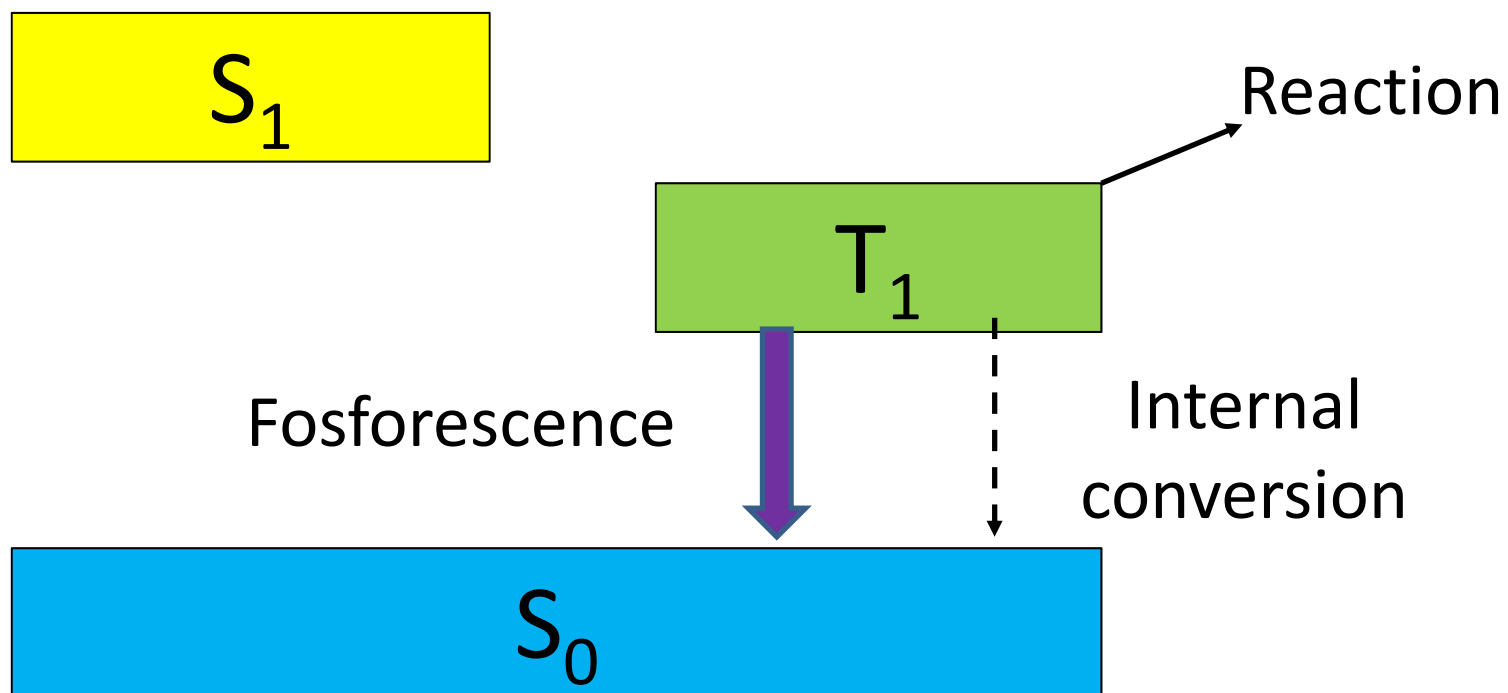 S₁
Reaction
T₁
Fosforescence
Internal
conversion
S₀